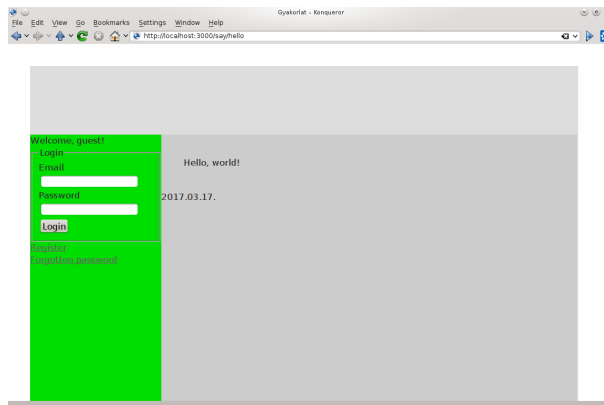 Gyakorlat - Konqueror
File Edit View Go Bookmarks Settings Window Help
http://localhost:3000/say/hello
Welcome, guest!
Login
Email
Password
Login
Register
Forgotten password
Hello, world!
2017.03.17.